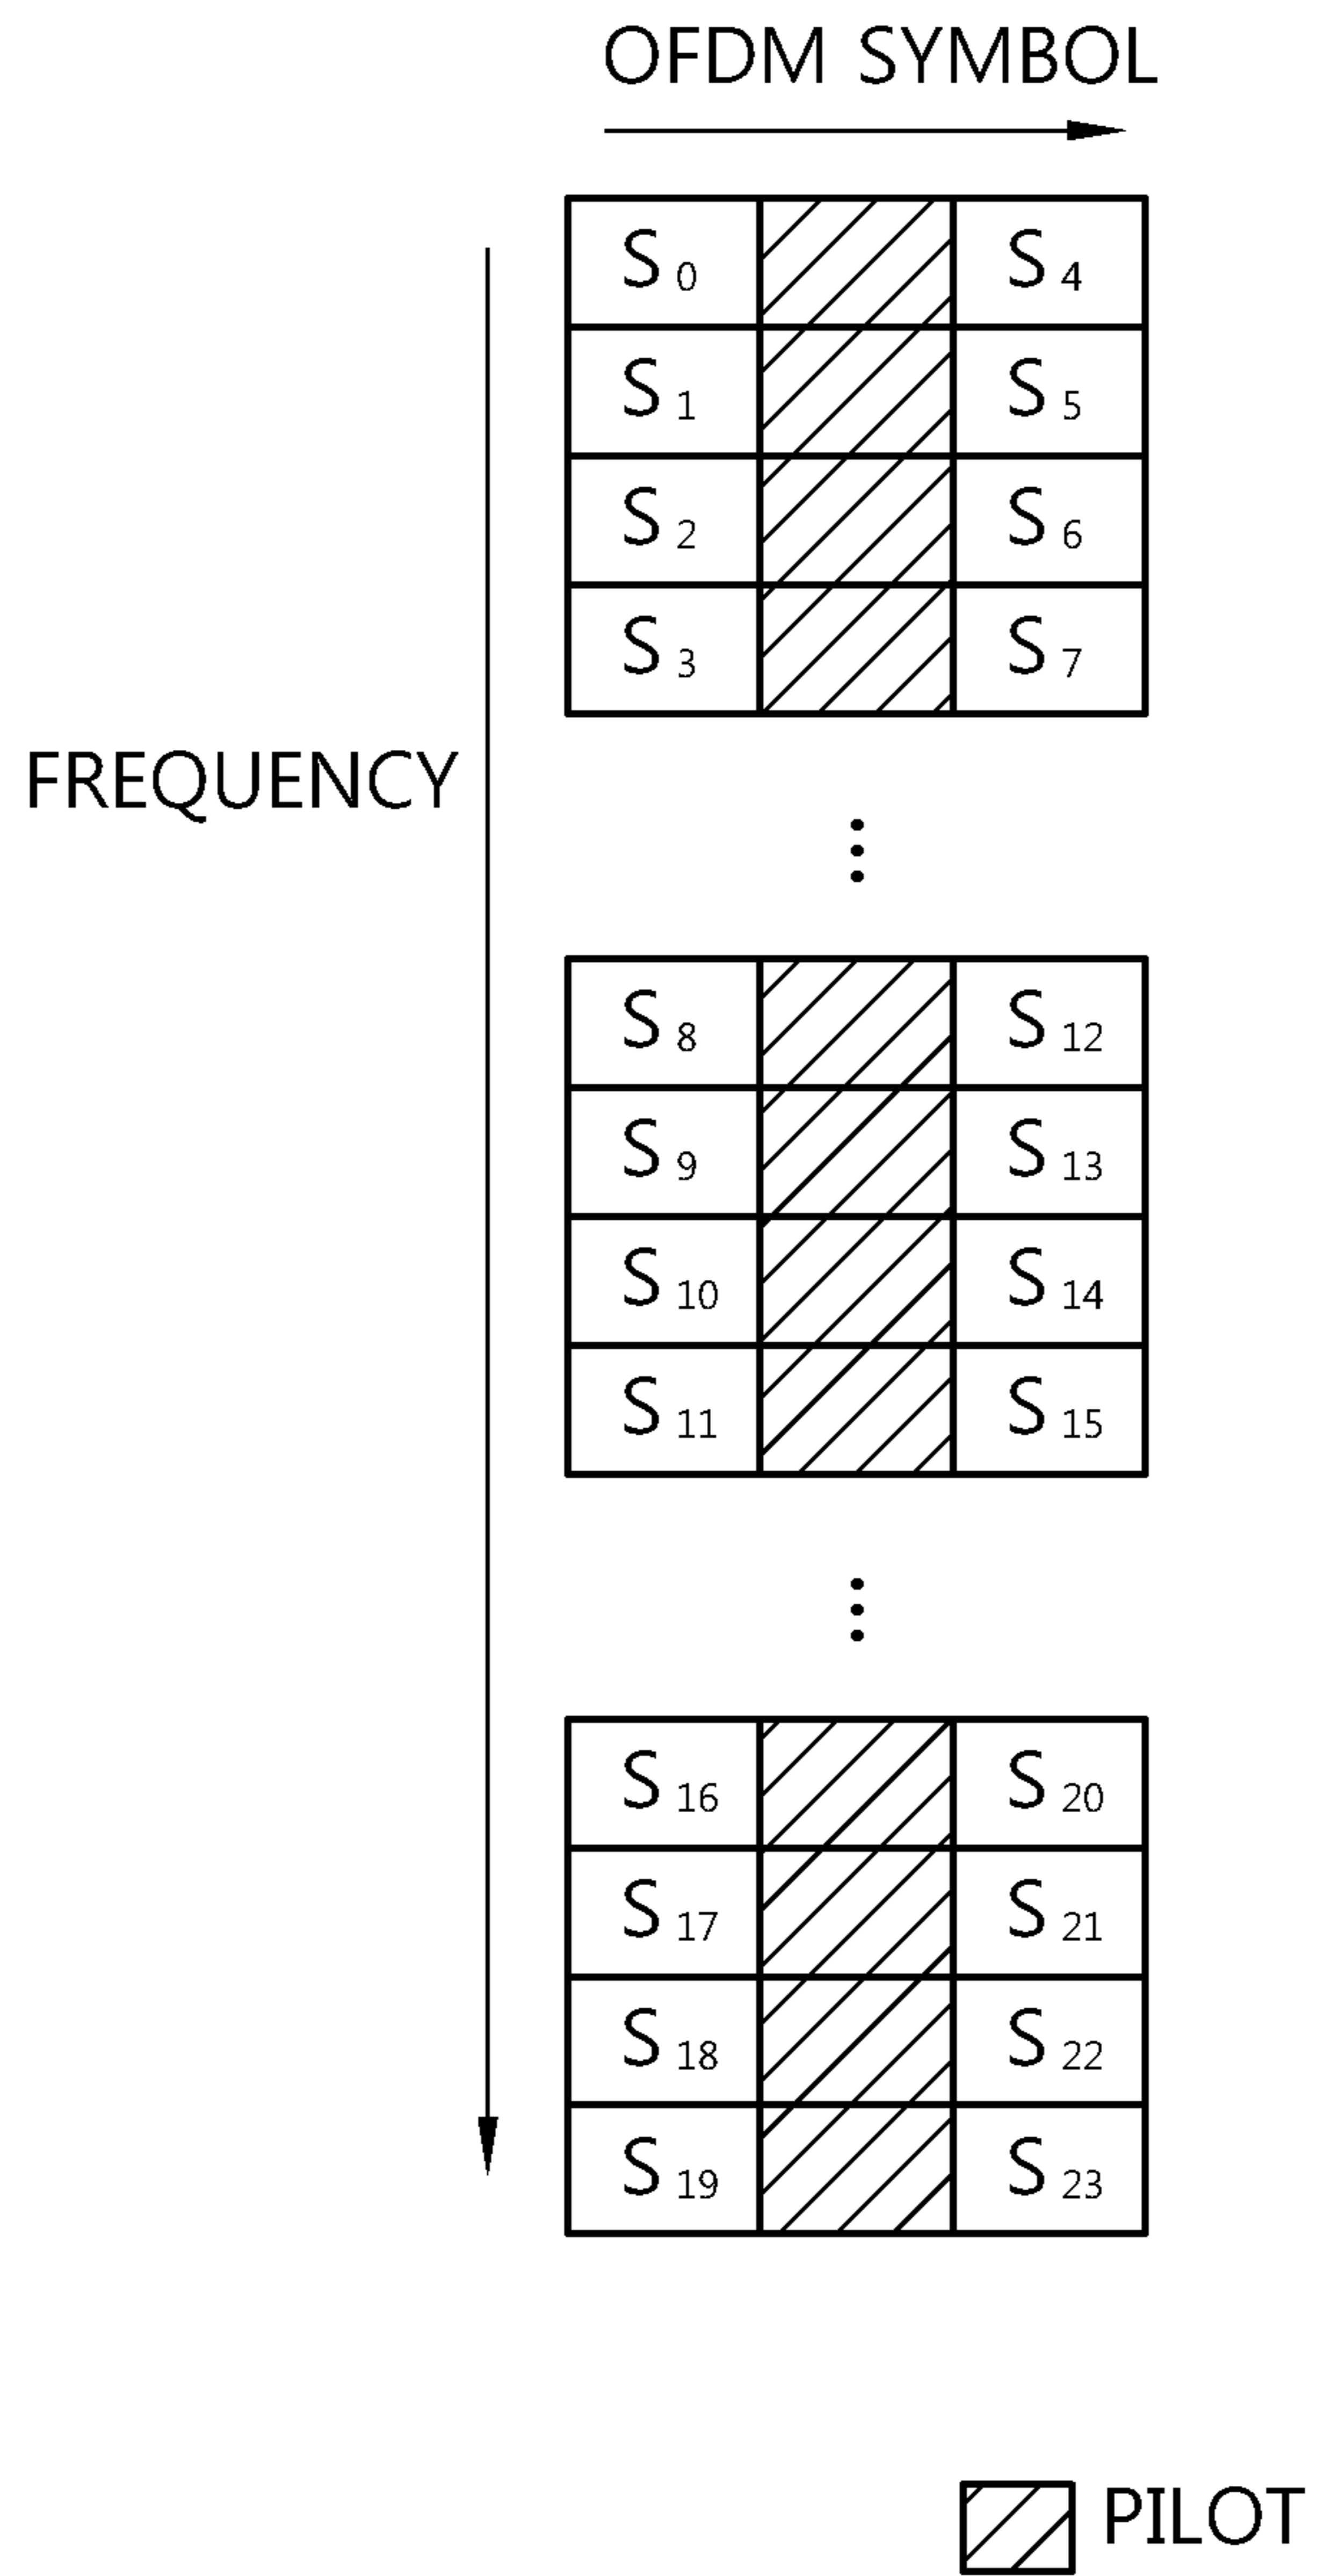 OFDM SYMBOL
S0 S4
S1 S5
S2 S6
S3 S7
FREQUENCY
S8 S12
S9 S13
S10 S14
S11 S15
S16 S20
S17 S21
S18 S22
S19 S23
PILOT